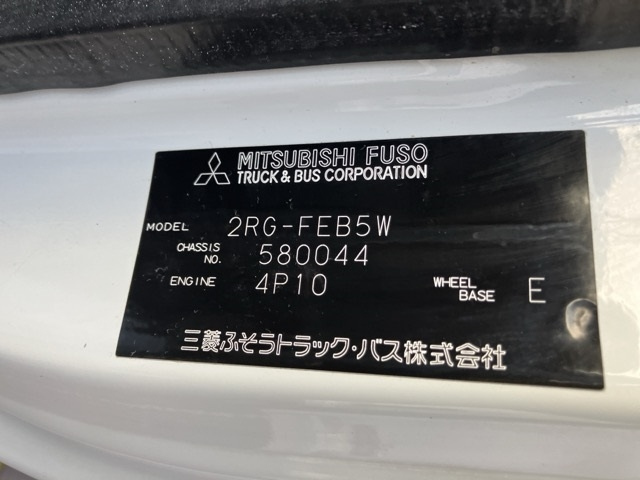 MITSUBISHI FUSO
TRUCK & BUS CORPORATION
MODEL 2RG-FEB5W
CHASSIS NO. 580044
ENGINE 4P10 WHEEL BASE E
三菱ふそうトラック・バス株式会社